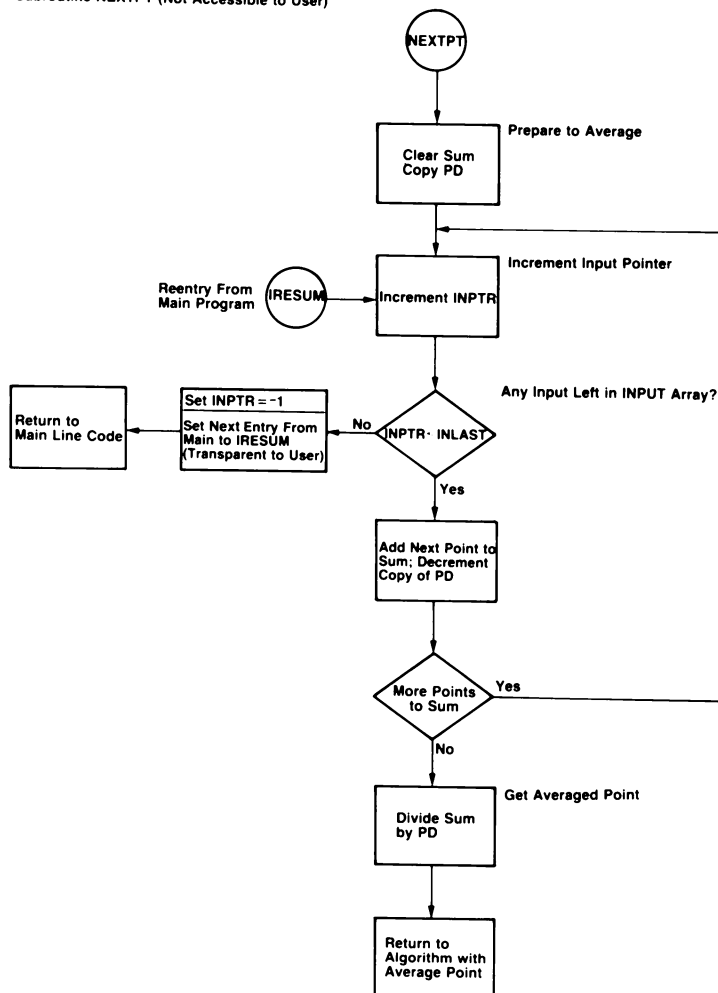 Subroutine NEXTPT (Not Accessible to User)
NEXTPT
Prepare to Average
Clear Sum
Copy PD
Increment Input Pointer
Reentry From
Main Program
IRESUM
Increment INPTR
Any Input Left in INPUT Array?
Return to
Main Line Code
Set INPTR = -1
Set Next Entry From
Main to IRESUM
(Transparent to User)
No
INPTR · INLAST
Yes
Add Next Point to
Sum; Decrement
Copy of PD
More Points
to Sum
Yes
No
Get Averaged Point
Divide Sum
by PD
Return to
Algorithm with
Average Point